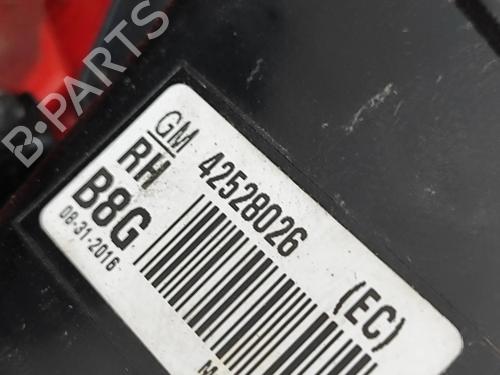 B-PARTS
GM 42528026
RH
B8G (EC)
08-31-2016
M